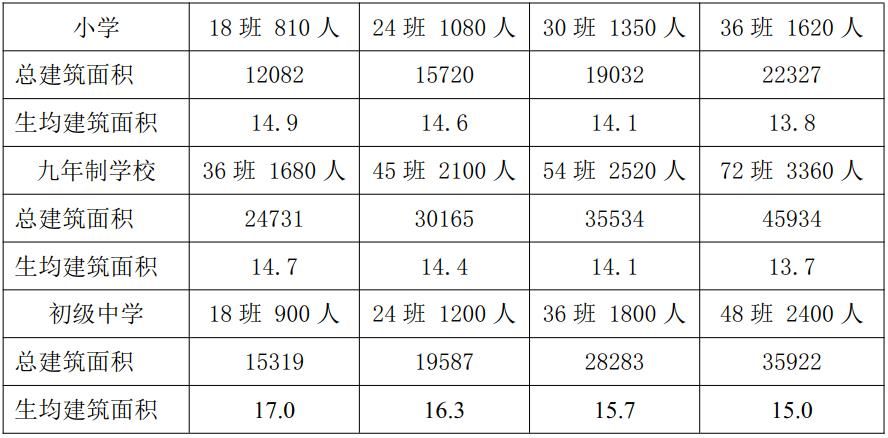 小学 18 班 810 人 24 班 1080 人 30 班 1350 人 36 班 1620 人
总建筑面积 12082 15720 19032 22327
生均建筑面积 14.9 14.6 14.1 13.8
九年制学校 36 班 1680 人 45 班 2100 人 54 班 2520 人 72 班 3360 人
总建筑面积 24731 30165 35534 45934
生均建筑面积 14.7 14.4 14.1 13.7
初级中学 18 班 900 人 24 班 1200 人 36 班 1800 人 48 班 2400 人
总建筑面积 15319 19587 28283 35922
生均建筑面积 17.0 16.3 15.7 15.0